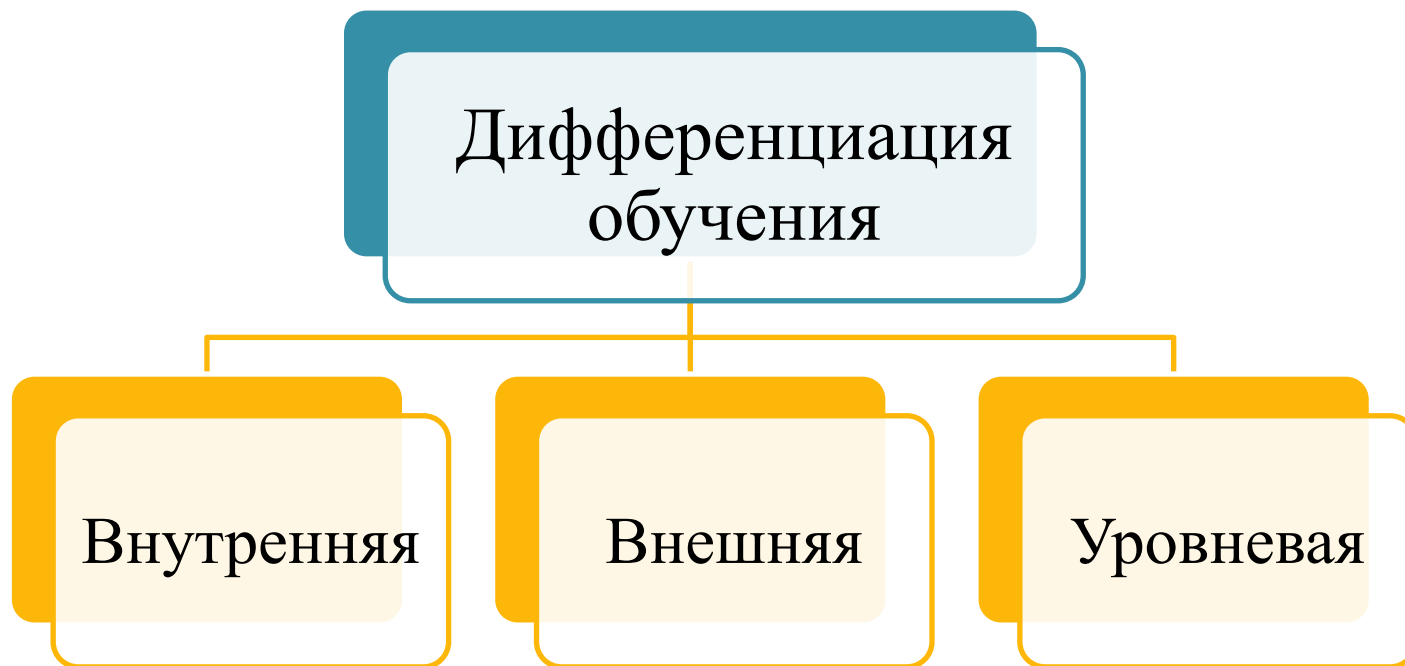 Дифференциация
обучения
Внутренняя
Внешняя
Уровневая